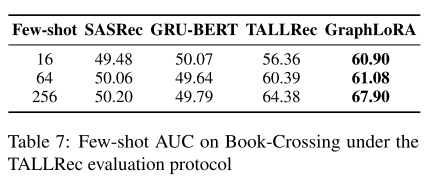 Few-shot SASRec GRU-BERT TALLRec GraphLoRA
16 49.48 50.07 56.36 60.90
64 50.06 49.64 60.39 61.08
256 50.20 49.79 64.38 67.90
Table 7: Few-shot AUC on Book-Crossing under the
TALLRec evaluation protocol